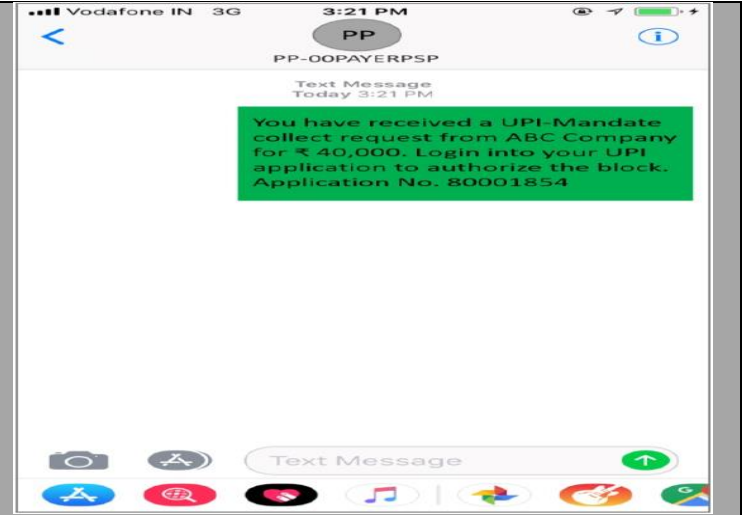 Vodafone IN 3G 3:21 PM
PP
PP-00PAYERPSP
Text Message
Today 3:21 PM
You have received a UPI-Mandate
collect request from ABC Company
for ₹ 40,000. Login into your UPI
application to authorize the block.
Application No. 80001854
Text Message